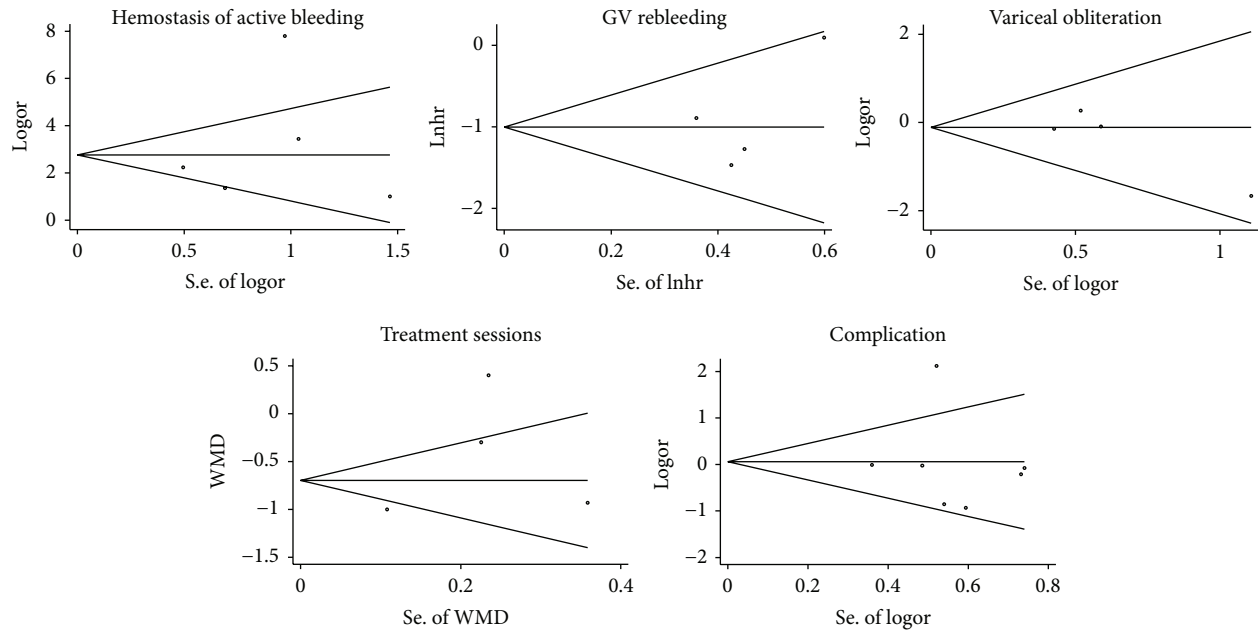 Hemostasis of active bleeding
8
6
4
2
0
Logor
0
0.5
1
1.5
S.e. of logor
GV rebleeding
0
−1
−2
Lnhr
0
0.2
0.4
0.6
Se. of lnhr
Variceal obliteration
2
0
−2
Logor
0
0.5
1
Se. of logor
Treatment sessions
0.5
0
−0.5
−1
−1.5
WMD
0
0.2
0.4
Se. of WMD
Complication
2
1
0
−1
−2
Logor
0
0.2
0.4
0.6
0.8
Se. of logor